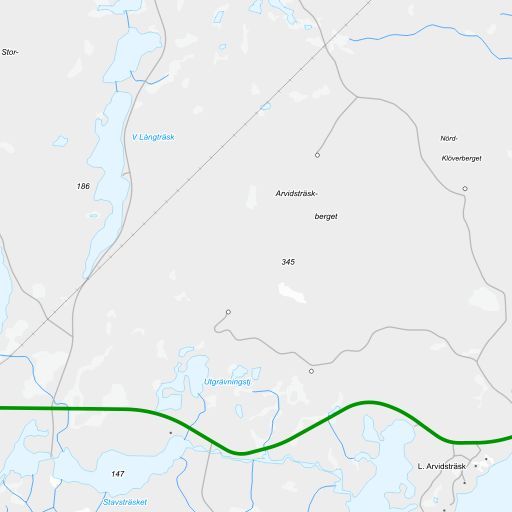 Stor-
V Långträsk
Nörd-
Klöverberget
186
Arvidsträsk-
berget
345
Utgrävningstj
L. Arvidsträsk
147
Stavsträsket